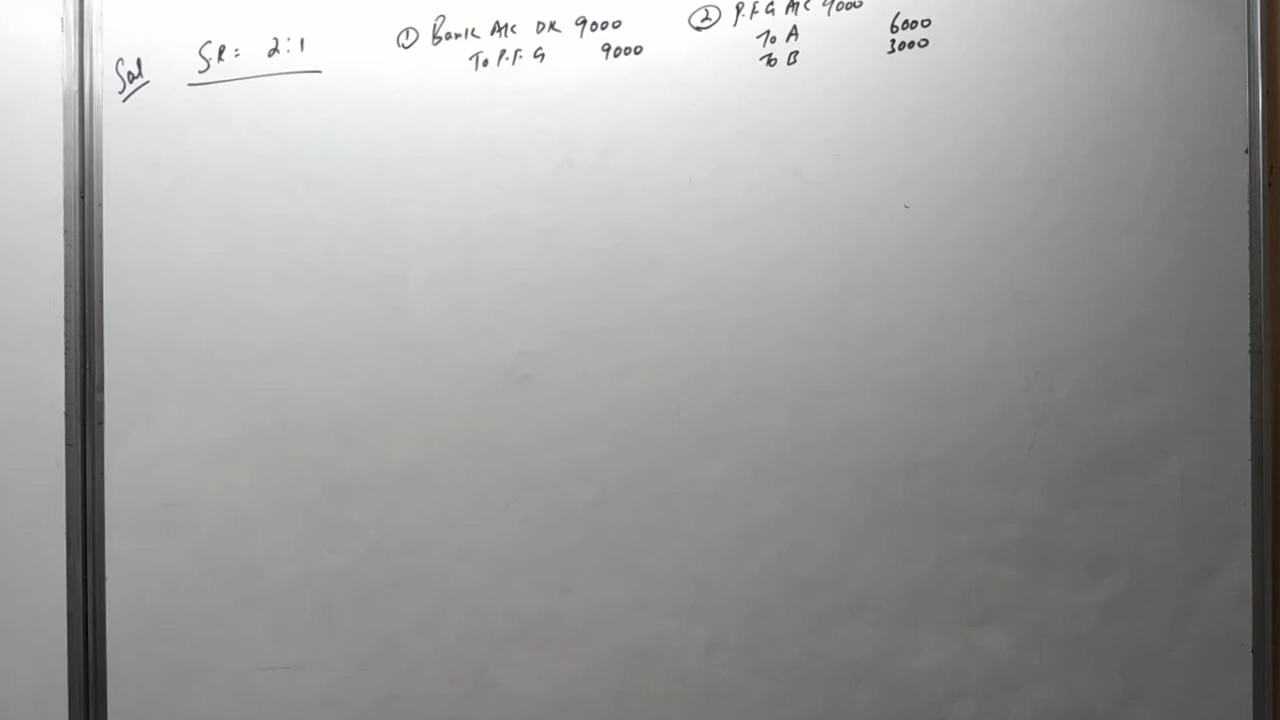 Sol S.R = 2:1
① Bank A/c DR 9000
To P.F.G 9000
② P.F.G A/c 9000
To A 6000
To B 3000